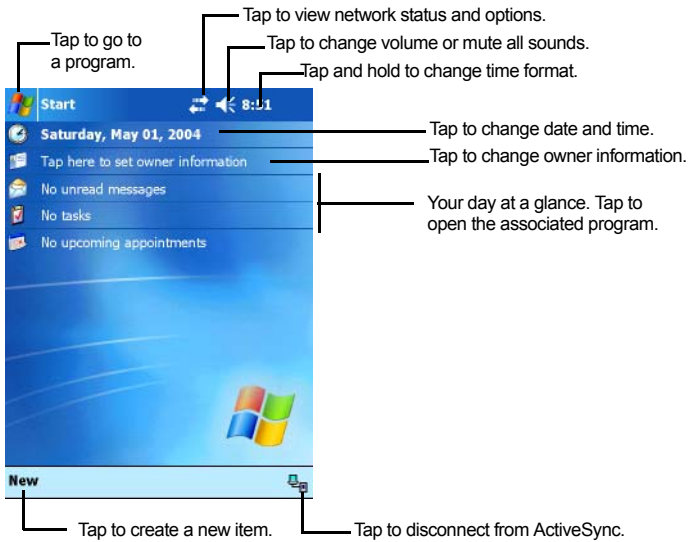 Tap to view network status and options.
Tap to go to
a program.
Tap to change volume or mute all sounds.
Tap and hold to change time format.
Start 8:51
Saturday, May 01, 2004
Tap to change date and time.
Tap here to set owner information
Tap to change owner information.
No unread messages
No tasks
No upcoming appointments
Your day at a glance. Tap to
open the associated program.
New
Tap to create a new item.
Tap to disconnect from ActiveSync.